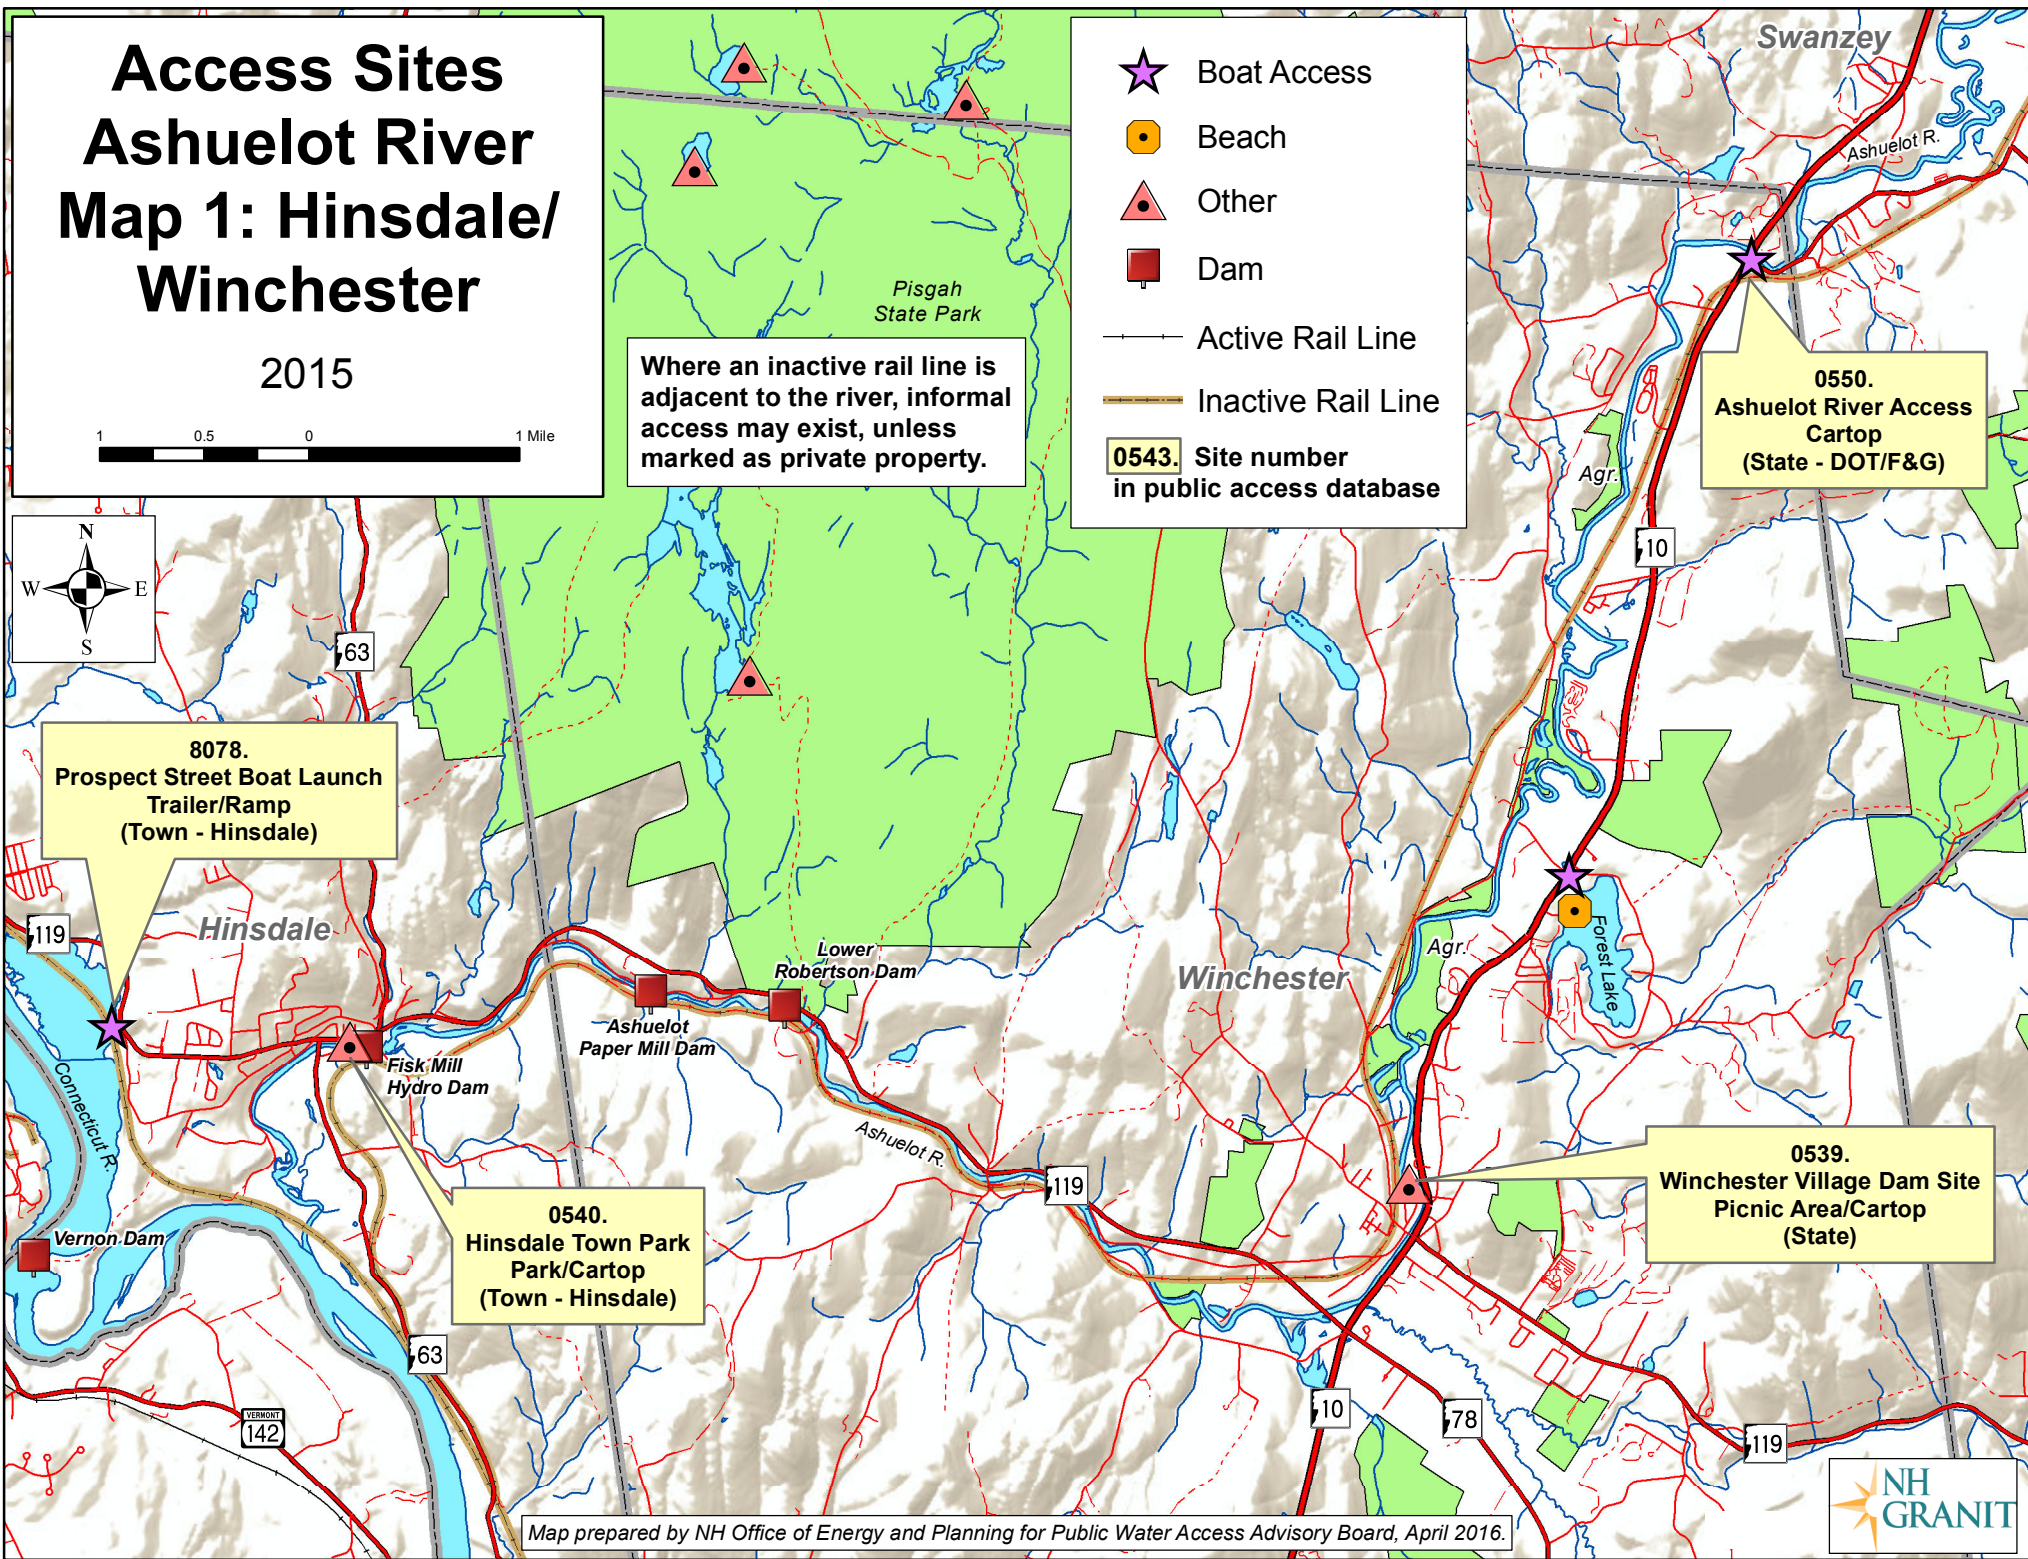 Access Sites
Ashuelot River
Map 1: Hinsdale/
Winchester
2015
1 0.5 0 1 Mile
N
W E
S
Boat Access
Beach
Other
Dam
Active Rail Line
Inactive Rail Line
0543. Site number
in public access database
Where an inactive rail line is
adjacent to the river, informal
access may exist, unless
marked as private property.
Pisgah
State Park
Swanzey
Ashuelot R.
0550.
Ashuelot River Access
Cartop
(State - DOT/F&G)
Agr.
10
63
8078.
Prospect Street Boat Launch
Trailer/Ramp
(Town - Hinsdale)
119
Hinsdale
Lower
Robertson Dam
Ashuelot
Paper Mill Dam
Fisk Mill
Hydro Dam
Winchester
Agr.
Forest Lake
Connecticut R.
Ashuelot R.
119
0539.
Winchester Village Dam Site
Picnic Area/Cartop
(State)
0540.
Hinsdale Town Park
Park/Cartop
(Town - Hinsdale)
Vernon Dam
63
VERMONT
142
10
78
119
NH
GRANIT
Map prepared by NH Office of Energy and Planning for Public Water Access Advisory Board, April 2016.